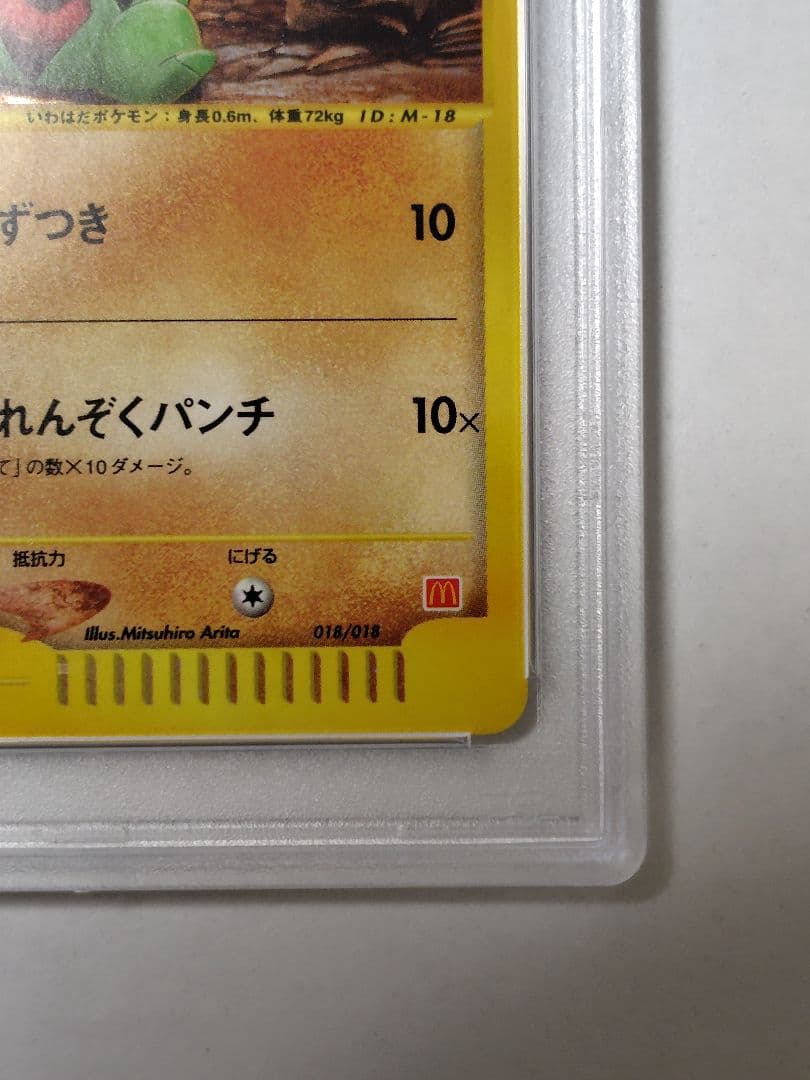 いわはだポケモン：身長0.6m、体重72kg ID:M-18
ずつき 10
れんぞくパンチ 10×
て」の数×10ダメージ。
抵抗力 にげる
Illus.Mitsuhiro Arita 018/018